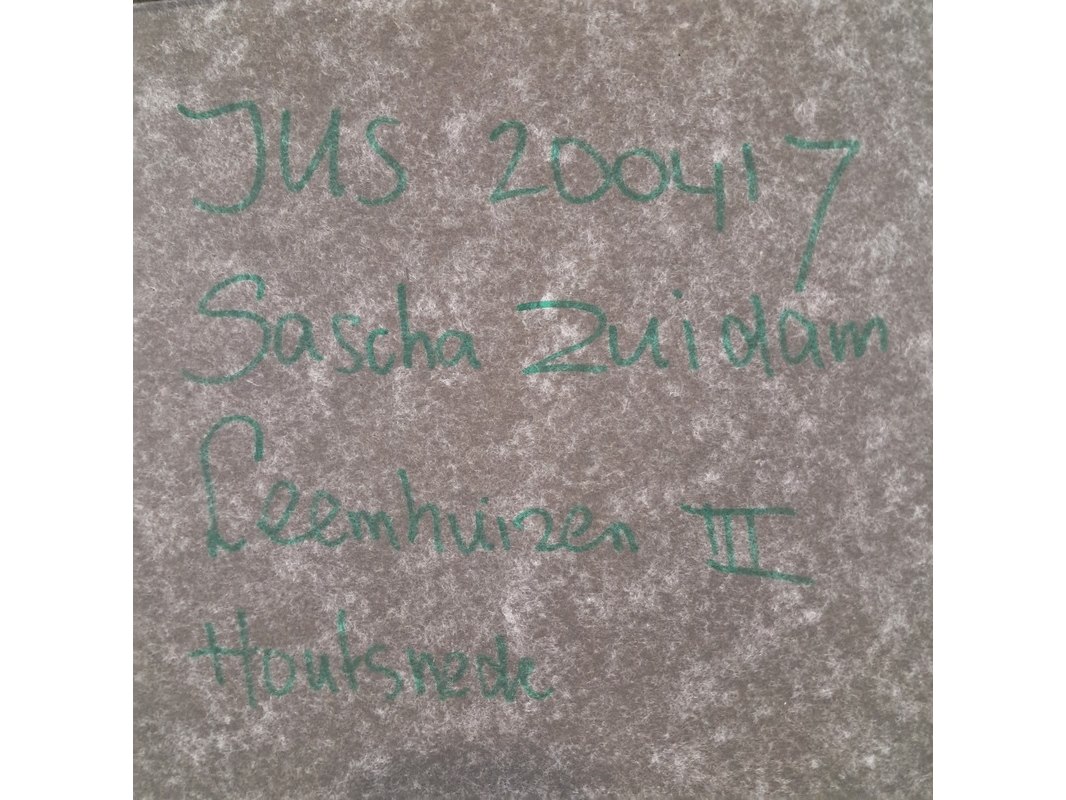 JUS 200417
Sascha Zuidam
Leemhuizen III
Houtsnede